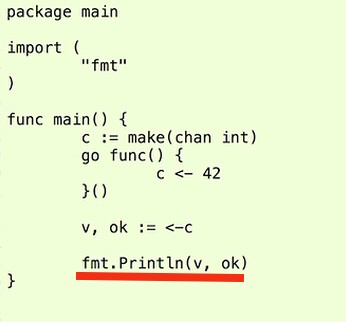 package main
import (
"fmt"
)
func main() {
c := make(chan int)
go func() {
c <- 42
}()
v, ok := <-c
fmt.Println(v, ok)
}